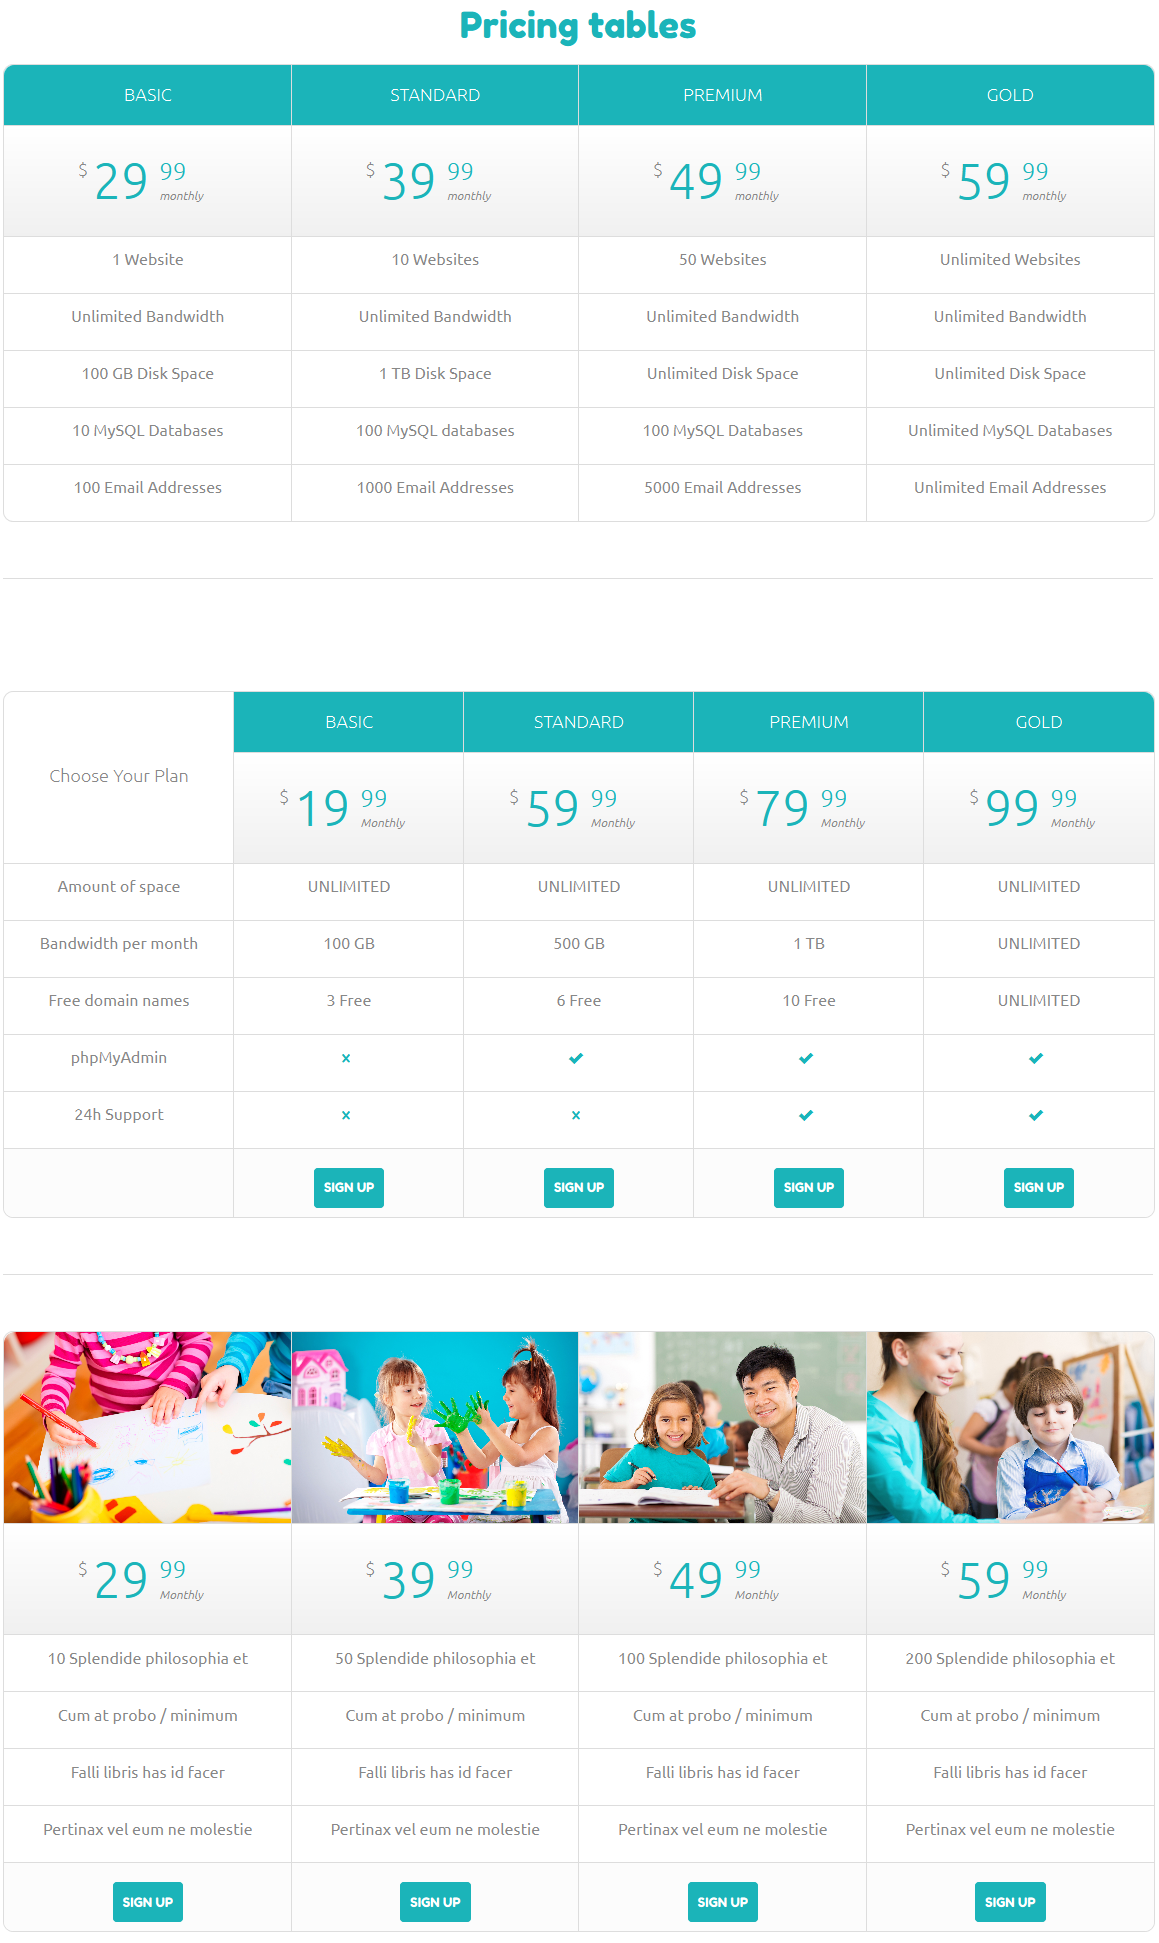 Pricing tables
BASIC STANDARD PREMIUM GOLD
$ 29 99 monthly $ 39 99 monthly $ 49 99 monthly $ 59 99 monthly
1 Website 10 Websites 50 Websites Unlimited Websites
Unlimited Bandwidth Unlimited Bandwidth Unlimited Bandwidth Unlimited Bandwidth
100 GB Disk Space 1 TB Disk Space Unlimited Disk Space Unlimited Disk Space
10 MySQL Databases 100 MySQL databases 100 MySQL Databases Unlimited MySQL Databases
100 Email Addresses 1000 Email Addresses 5000 Email Addresses Unlimited Email Addresses
BASIC STANDARD PREMIUM GOLD
Choose Your Plan
$ 19 99 Monthly $ 59 99 Monthly $ 79 99 Monthly $ 99 99 Monthly
Amount of space UNLIMITED UNLIMITED UNLIMITED UNLIMITED
Bandwidth per month 100 GB 500 GB 1 TB UNLIMITED
Free domain names 3 Free 6 Free 10 Free UNLIMITED
phpMyAdmin
24h Support
SIGN UP SIGN UP SIGN UP SIGN UP
$ 29 99 Monthly $ 39 99 Monthly $ 49 99 Monthly $ 59 99 Monthly
10 Splendide philosophia et 50 Splendide philosophia et 100 Splendide philosophia et 200 Splendide philosophia et
Cum at probo / minimum Cum at probo / minimum Cum at probo / minimum Cum at probo / minimum
Falli libris has id facer Falli libris has id facer Falli libris has id facer Falli libris has id facer
Pertinax vel eum ne molestie Pertinax vel eum ne molestie Pertinax vel eum ne molestie Pertinax vel eum ne molestie
SIGN UP SIGN UP SIGN UP SIGN UP